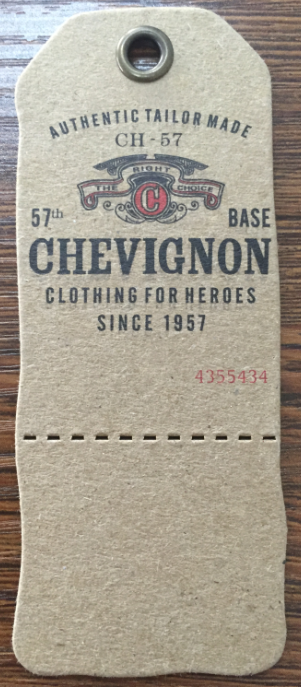 AUTHENTIC TAILOR MADE
CH-57
RIGHT
THE C CHOICE
57th BASE
CHEVIGNON
CLOTHING FOR HEROES
SINCE 1957
4355434